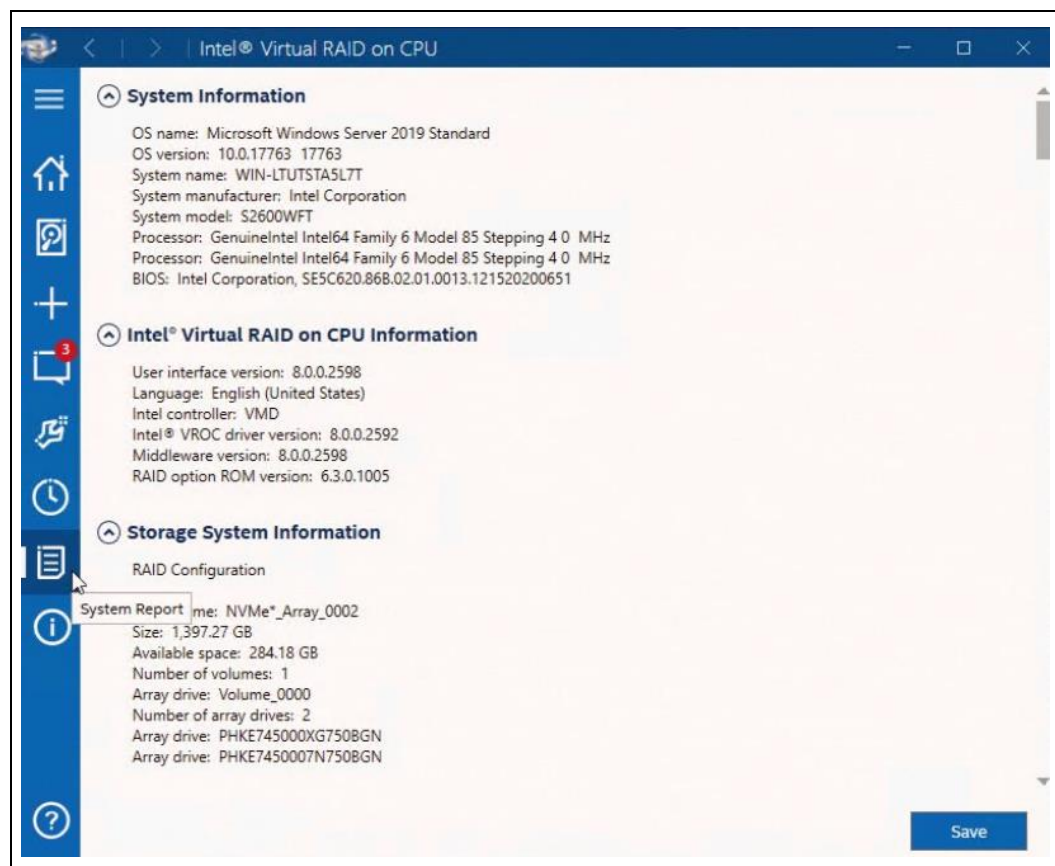 Intel® Virtual RAID on CPU
System Information
OS name: Microsoft Windows Server 2019 Standard
OS version: 10.0.17763 17763
System name: WIN-LTUTSTA5L7T
System manufacturer: Intel Corporation
System model: S2600WFT
Processor: GenuineIntel Intel64 Family 6 Model 85 Stepping 4 0 MHz
Processor: GenuineIntel Intel64 Family 6 Model 85 Stepping 4 0 MHz
BIOS: Intel Corporation, SE5C620.86B.02.01.0013.121520200651
Intel® Virtual RAID on CPU Information
3
User interface version: 8.0.0.2598
Language: English (United States)
Intel controller: VMD
Intel® VROC driver version: 8.0.0.2592
Middleware version: 8.0.0.2598
RAID option ROM version: 6.3.0.1005
Storage System Information
RAID Configuration
System Report me: NVMe*_Array_0002
Size: 1,397.27 GB
Available space: 284.18 GB
Number of volumes: 1
Array drive: Volume_0000
Number of array drives: 2
Array drive: PHKE745000XG750BGN
Array drive: PHKE7450007N750BGN
Save